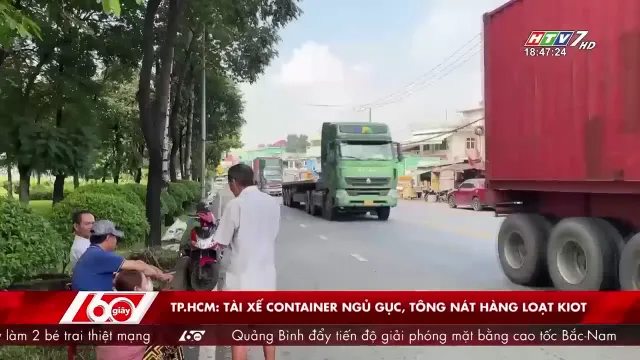 HTV7 HD
18:47:24
60 giây
TP.HCM: TÀI XẾ CONTAINER NGỦ GỤC, TÔNG NÁT HÀNG LOẠT KIOT
làm 2 bé trai thiệt mạng Quảng Bình đẩy tiến độ giải phóng mặt bằng cao tốc Bắc-Nam